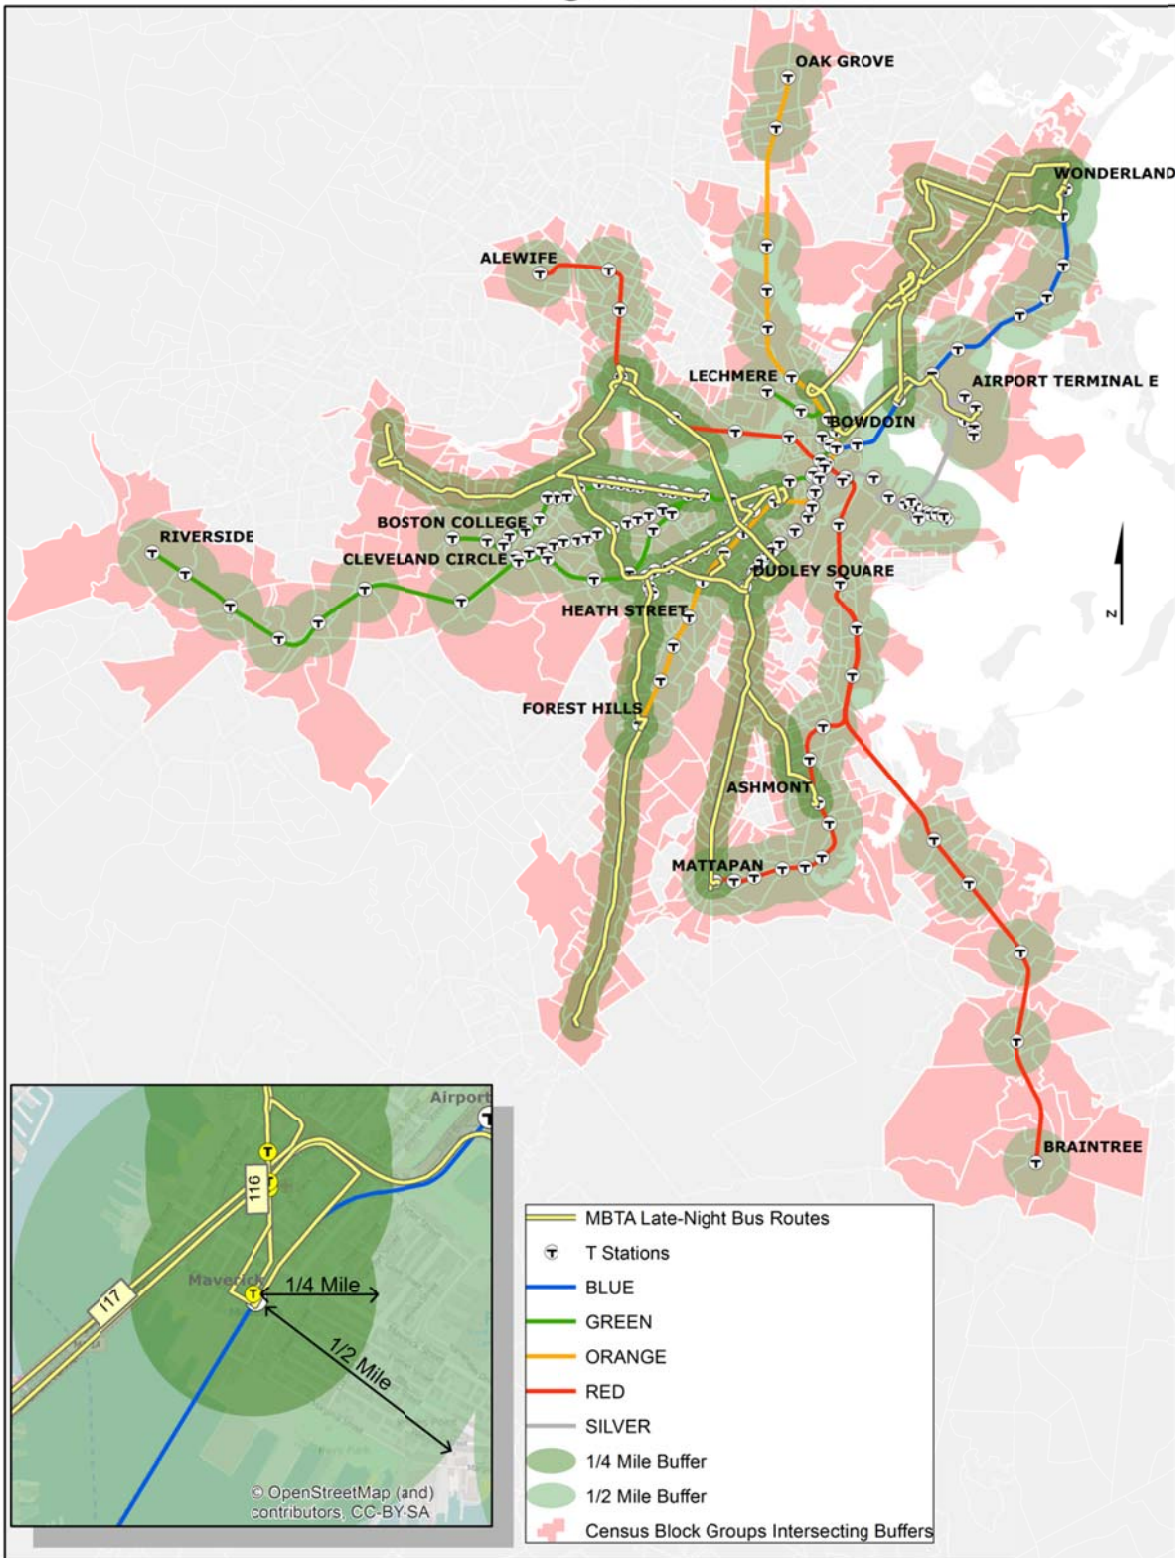 OAK GROVE
WONDERLAND
ALEWIFE
LECHMERE
AIRPORT TERMINAL E
BOWDOIN
BOSTON COLLEGE
RIVERSIDE
CLEVELAND CIRCLE
DUDLEY SQUARE
HEATH STREET
Z
FOREST HILLS
ASHMONT
MATTAPAN
BRAINTREE
Airport
116
Maverick
1/4 Mile
117
1/2 Mile
© OpenStreetMap (and)
contributors, CC-BY-SA
MBTA Late-Night Bus Routes
T T Stations
BLUE
GREEN
ORANGE
RED
SILVER
1/4 Mile Buffer
1/2 Mile Buffer
Census Block Groups Intersecting Buffers